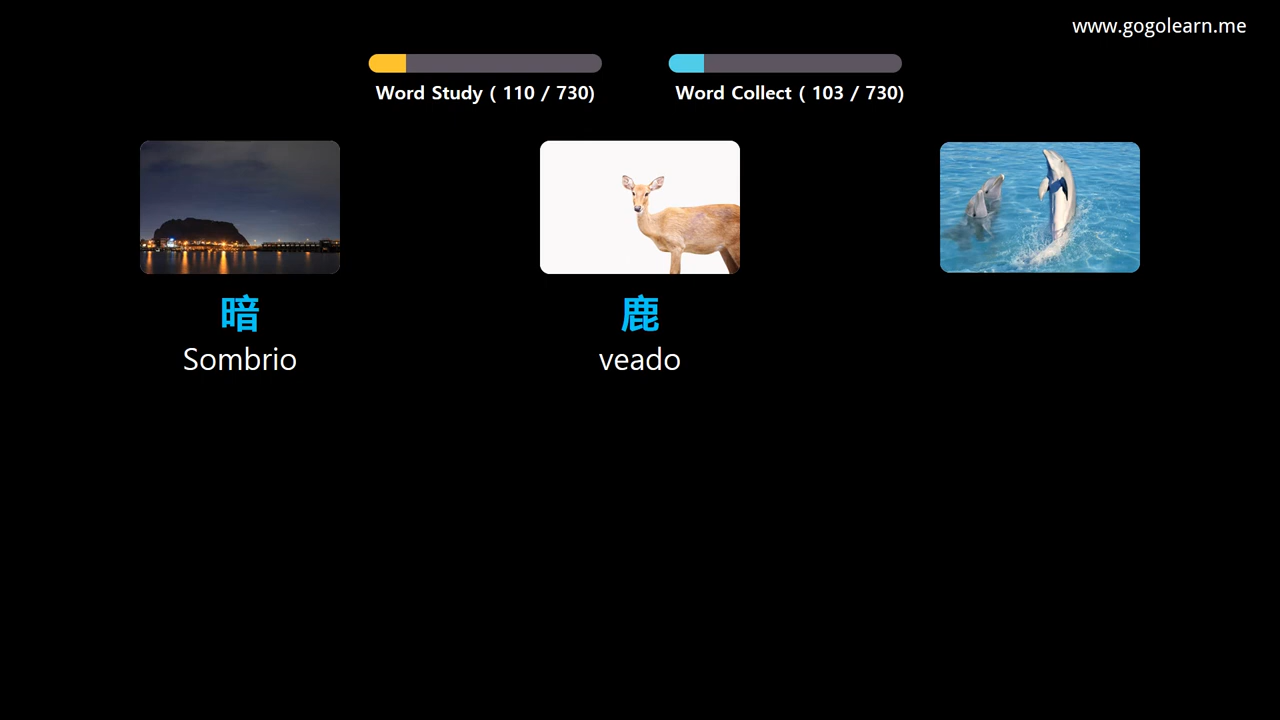 www.gogolearn.me
Word Study ( 110 / 730)
Word Collect ( 103 / 730)
暗
Sombrio
鹿
veado